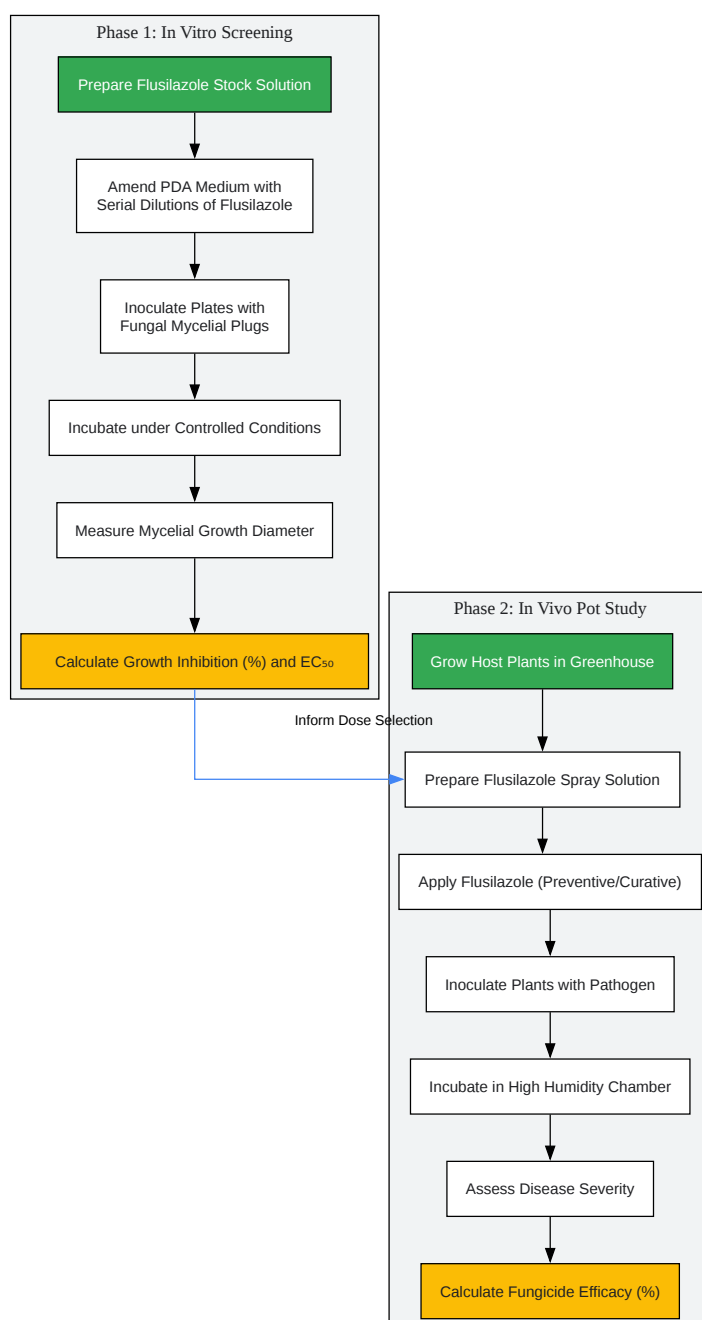 Phase 1: In Vitro Screening
Prepare Flusilazole Stock Solution
Amend PDA Medium with
Serial Dilutions of Flusilazole
Inoculate Plates with
Fungal Mycelial Plugs
Incubate under Controlled Conditions
Measure Mycelial Growth Diameter
Calculate Growth Inhibition (%) and EC₅₀
Inform Dose Selection
Phase 2: In Vivo Pot Study
Grow Host Plants in Greenhouse
Prepare Flusilazole Spray Solution
Apply Flusilazole (Preventive/Curative)
Inoculate Plants with Pathogen
Incubate in High Humidity Chamber
Assess Disease Severity
Calculate Fungicide Efficacy (%)